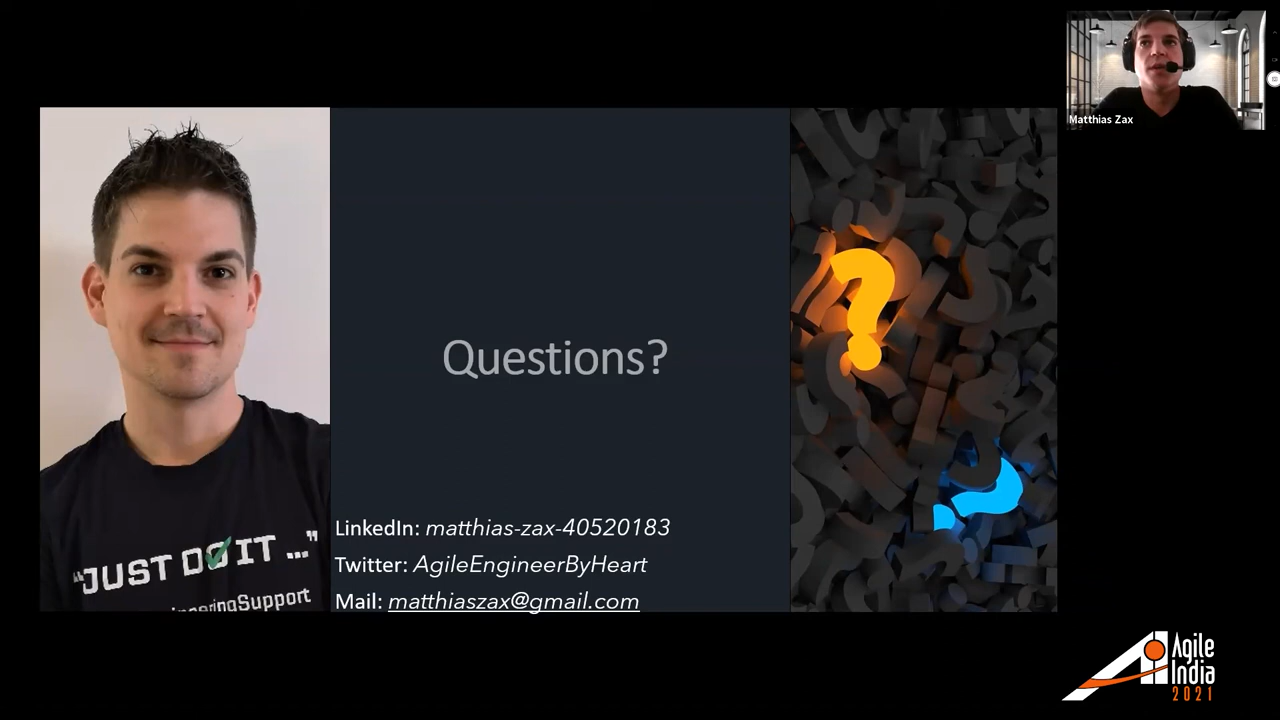 Matthias Zax
Questions?
"JUST DO IT ..."
LinkedIn: matthias-zax-40520183
Twitter: AgileEngineerByHeart
Mail: matthiaszax@gmail.com
Agile
India
2021